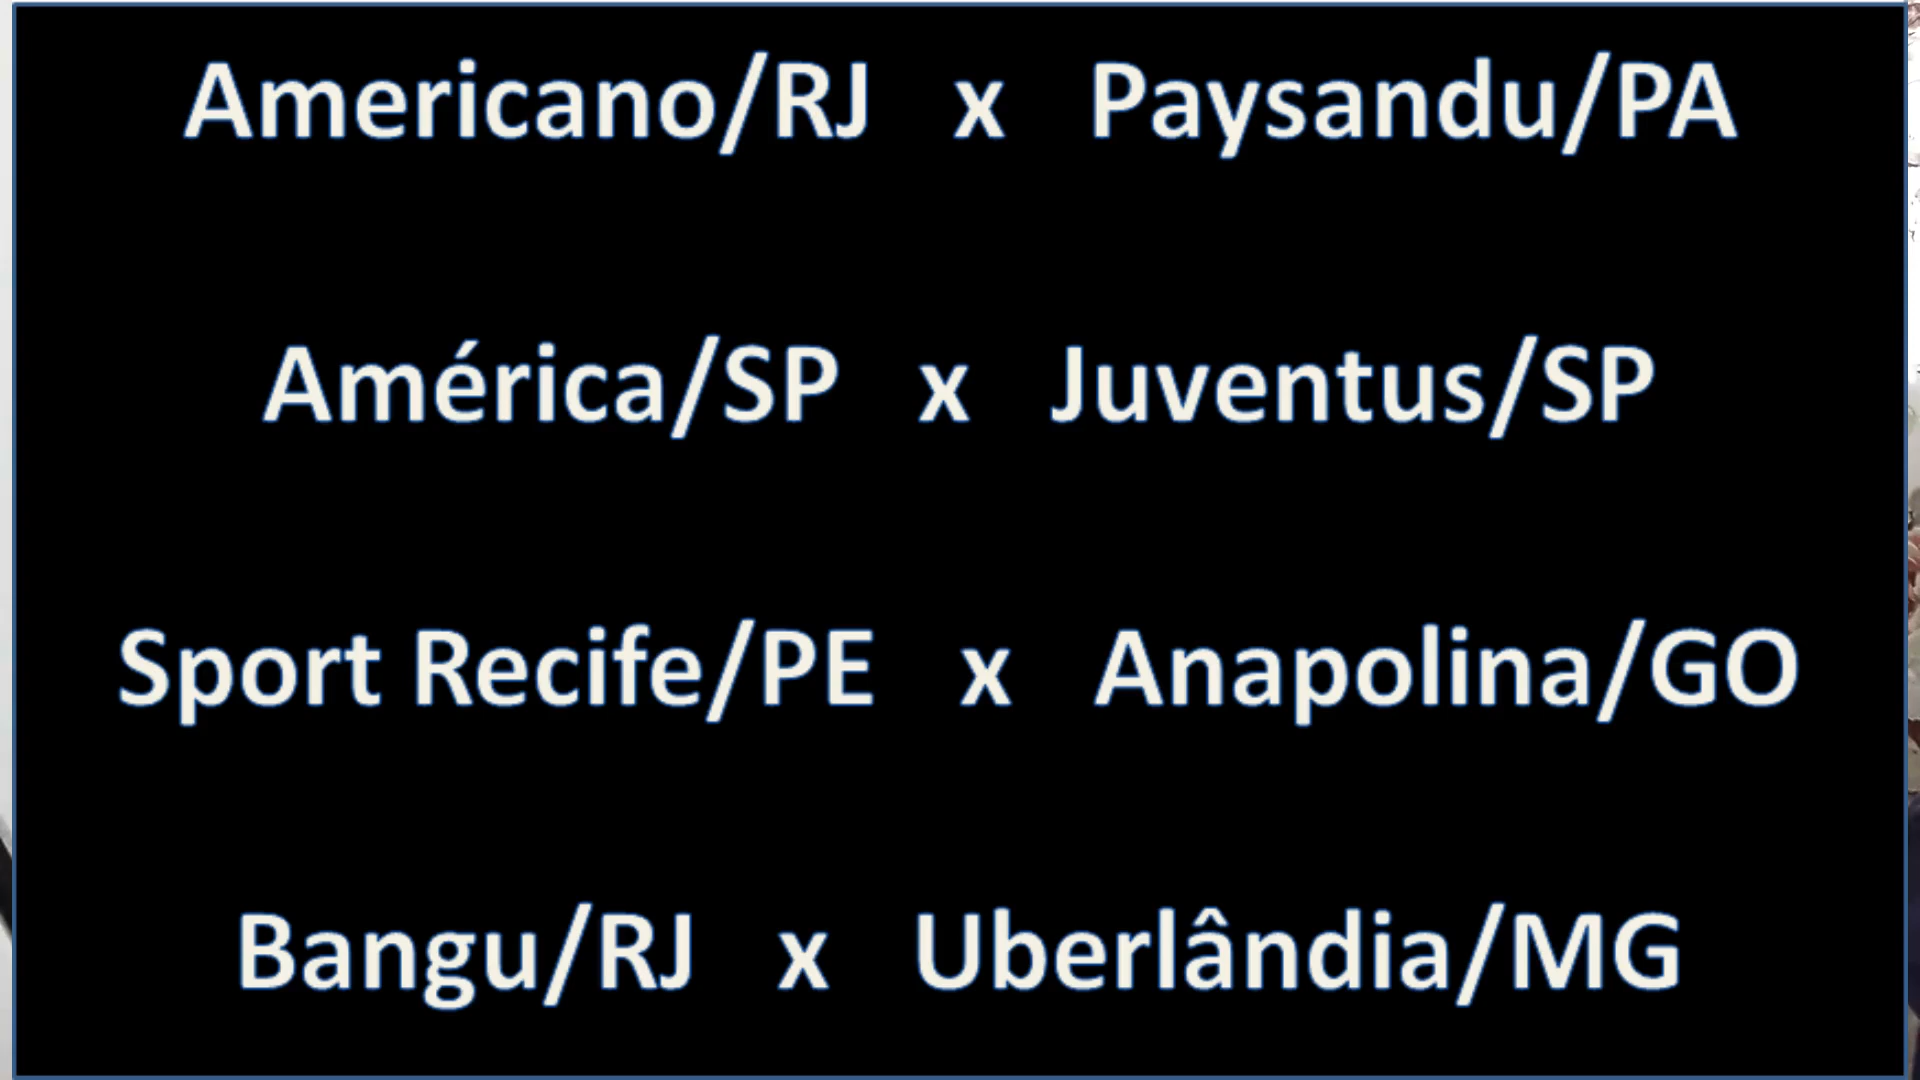 Americano/RJ x Paysandu/PA
América/SP x Juventus/SP
Sport Recife/PE x Anapolina/GO
Bangu/RJ x Uberlândia/MG